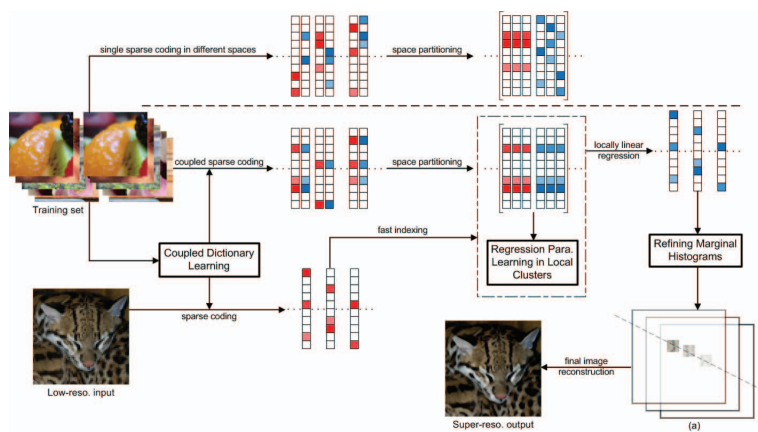 single sparse coding in different spaces
space partitioning
coupled sparse coding
space partitioning
locally linear
regression
Training set
fast indexing
Coupled Dictionary
Learning
Regression Para.
Learning in Local
Clusters
Refining Marginal
Histograms
sparse coding
final image
reconstruction
Low-reso. input
Super-reso. output
(a)